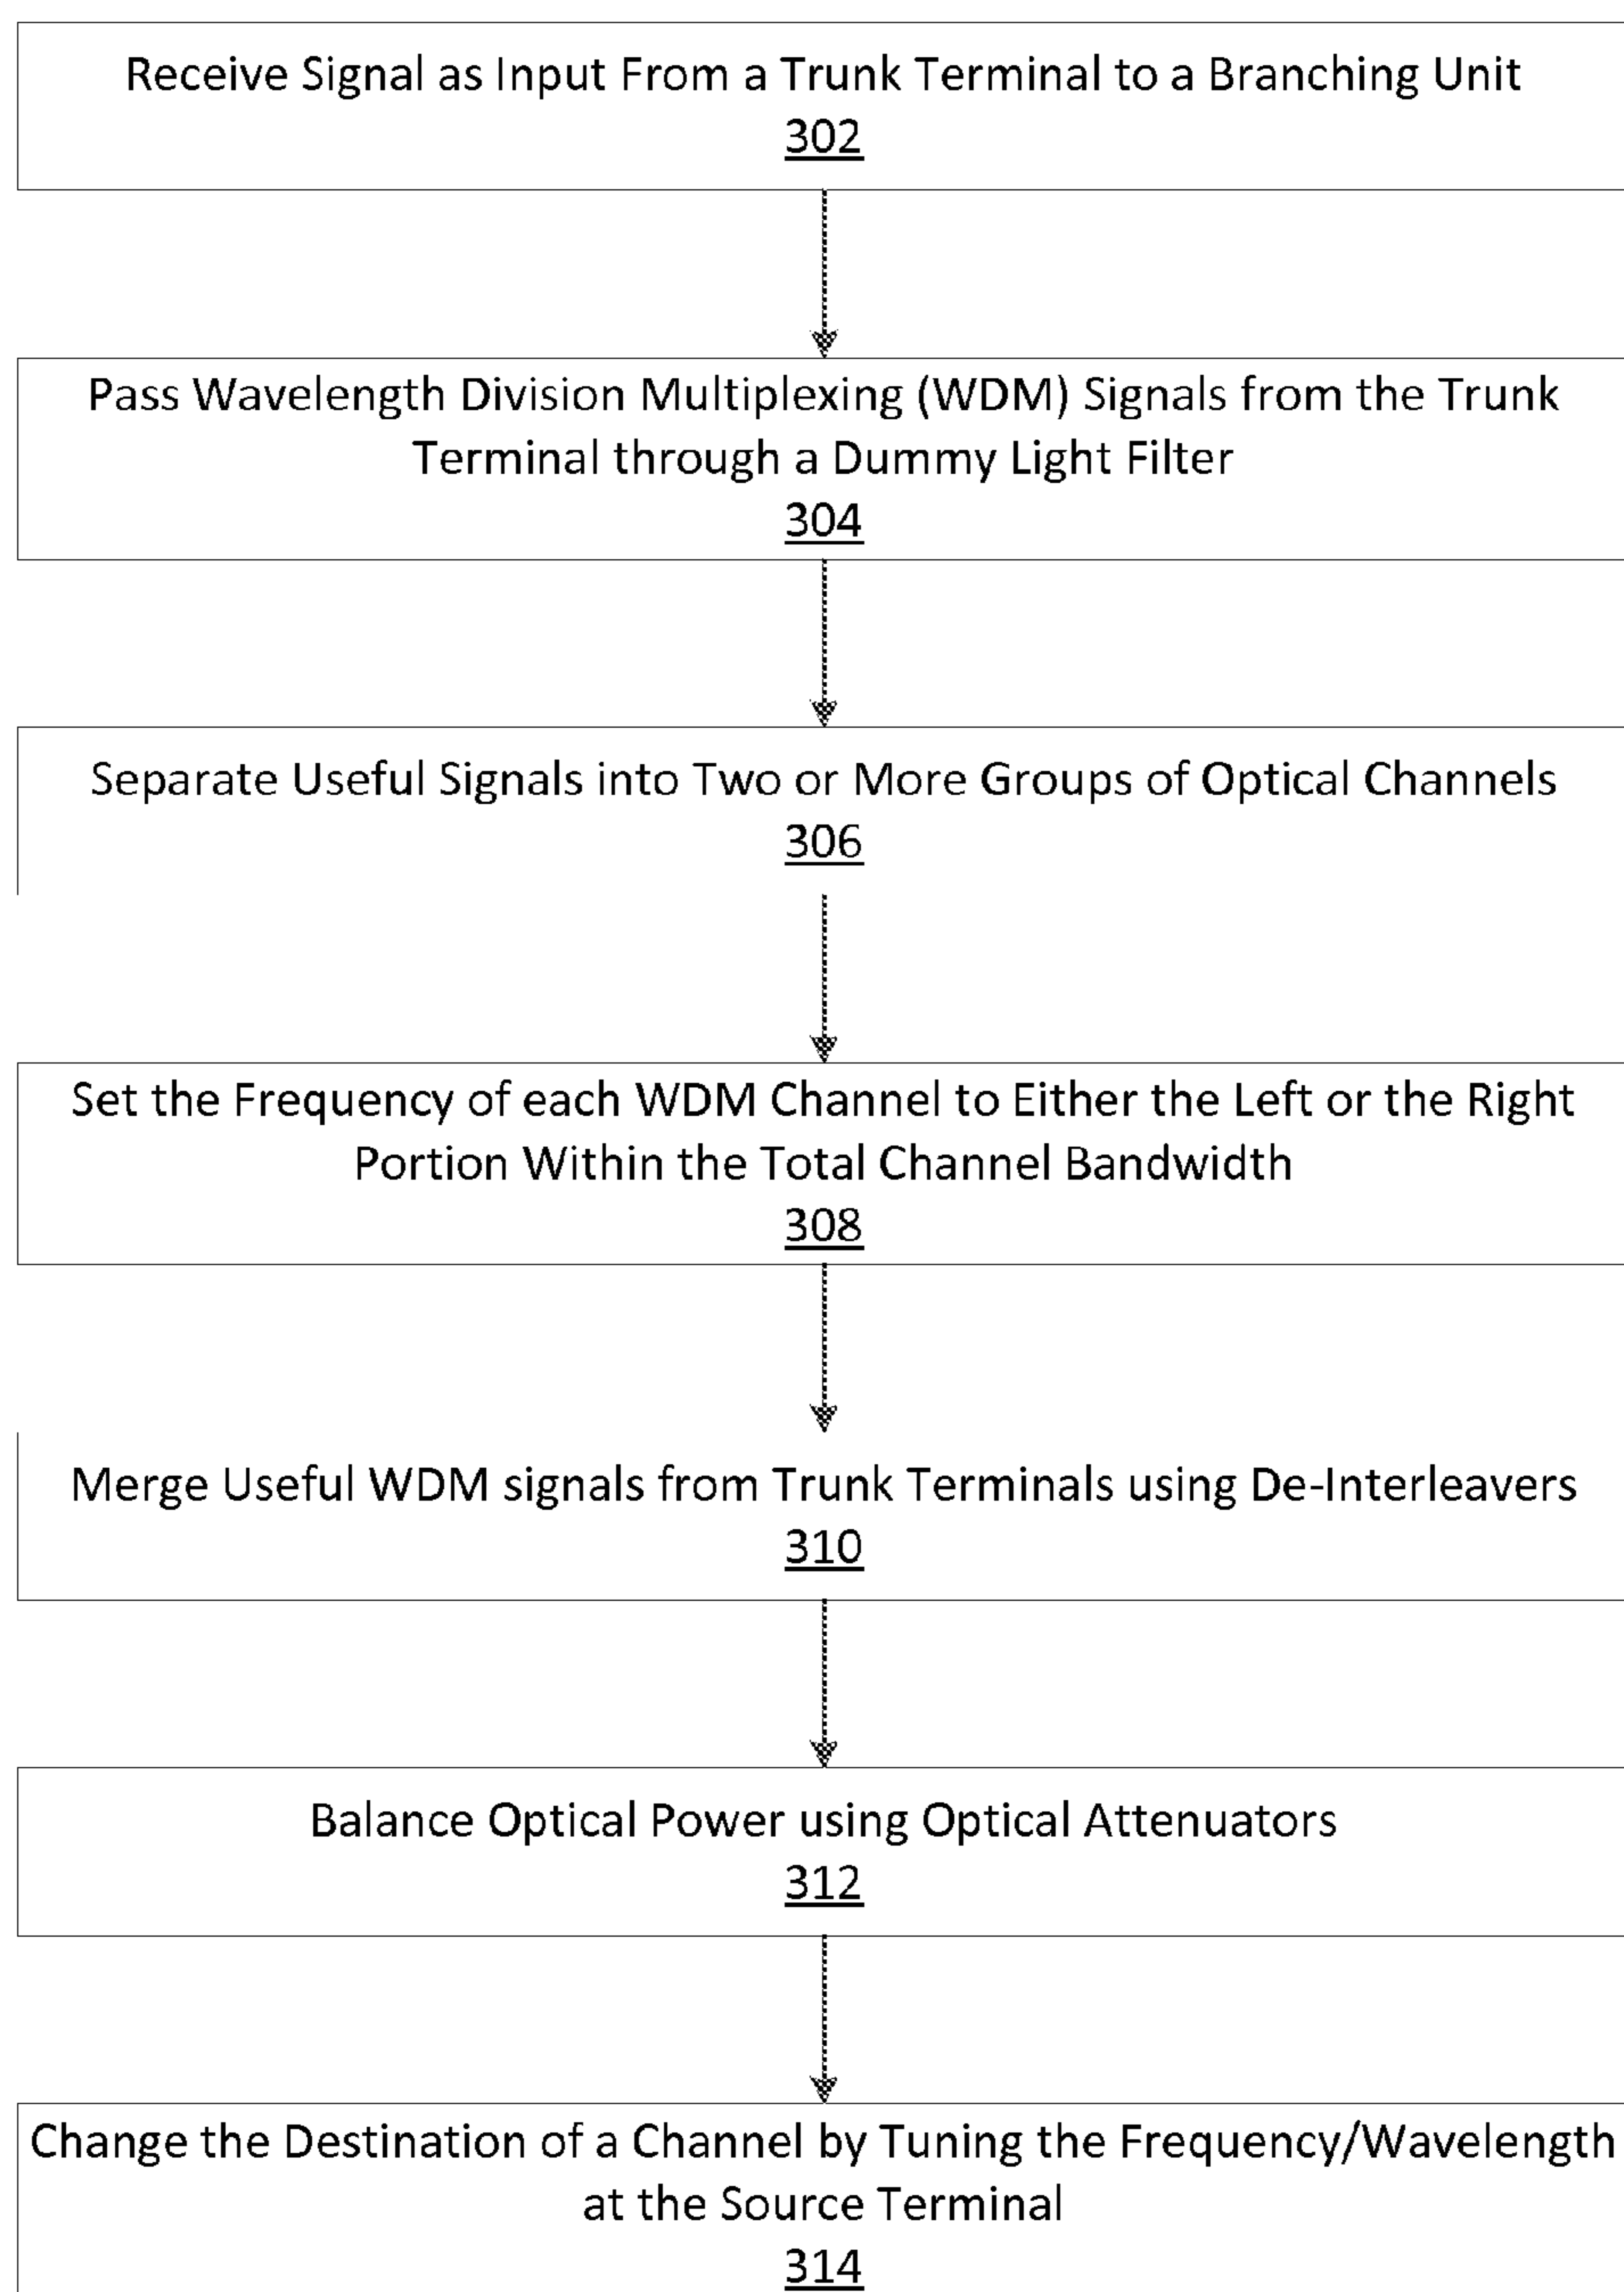 Receive Signal as Input From a Trunk Terminal to a Branching Unit
302
Pass Wavelength Division Multiplexing (WDM) Signals from the Trunk
Terminal through a Dummy Light Filter
304
Separate Useful Signals into Two or More Groups of Optical Channels
306
Set the Frequency of each WDM Channel to Either the Left or the Right
Portion Within the Total Channel Bandwidth
308
Merge Useful WDM signals from Trunk Terminals using De-Interleavers
310
Balance Optical Power using Optical Attenuators
312
Change the Destination of a Channel by Tuning the Frequency/Wavelength
at the Source Terminal
314